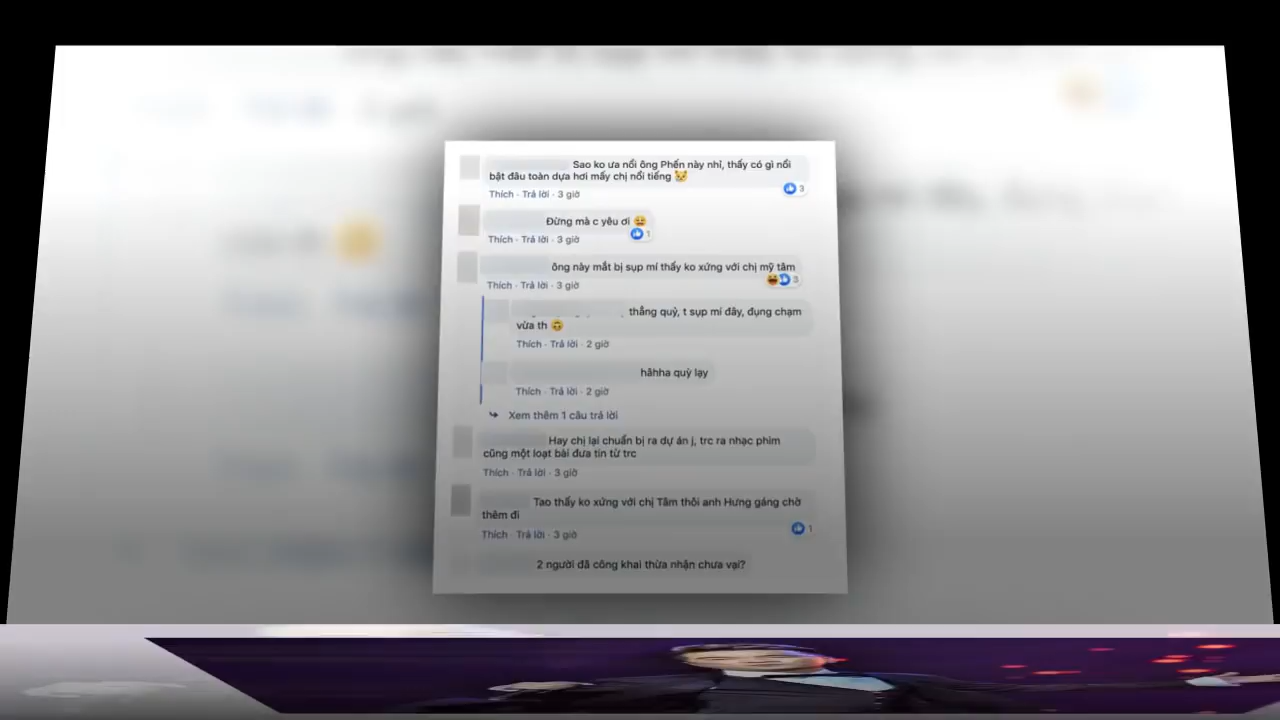 Sao ko ưa nổi ông Phến này nhỉ, thấy có gì nổi
bật đâu toàn dựa hơi mấy chị nổi tiếng 😿
3
Thích · Trả lời · 3 giờ
Đừng mà c yêu ơi 😆
1
Thích · Trả lời · 3 giờ
ông này mắt bị sụp mí thấy ko xứng với chị mỹ tâm
3
Thích · Trả lời · 3 giờ
thằng quỷ, t sụp mí đây, đụng chạm
vừa th 🙃
Thích · Trả lời · 2 giờ
hâhha quỳ lạy
Thích · Trả lời · 2 giờ
Xem thêm 1 câu trả lời
Hay chị lại chuẩn bị ra dự án j, trc ra nhạc phim
cũng một loạt bài đưa tin từ trc
Thích · Trả lời · 3 giờ
Tao thấy ko xứng với chị Tâm thôi anh Hưng gáng chờ
thêm đi
1
Thích · Trả lời · 3 giờ
2 người đã công khai thừa nhận chưa vại?